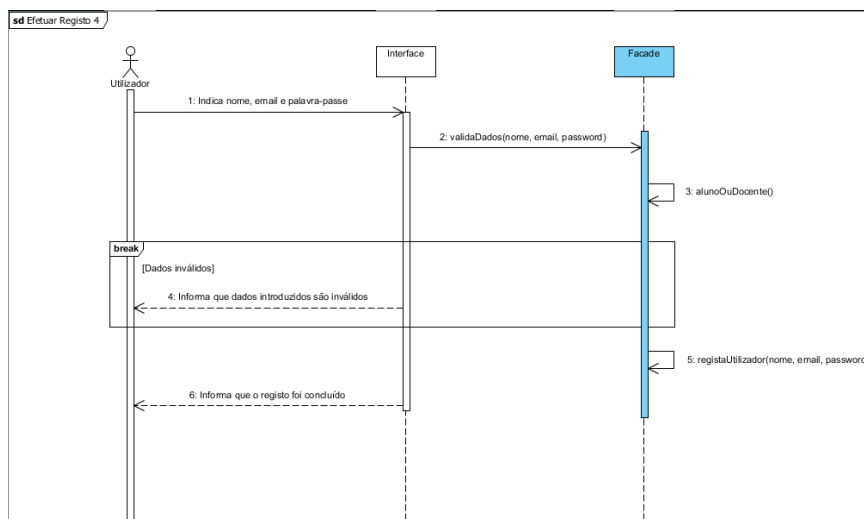 sd Efetuar Registo 4
Interface
Facade
Utilizador
1: Indica nome, email e palavra-passe
2: validaDados(nome, email, password)
3: alunoOuDocente()
break
[Dados inválidos]
4: Informa que dados introduzidos são inválidos
5: registaUtilizador(nome, email, password
6: Informa que o registo foi concluído